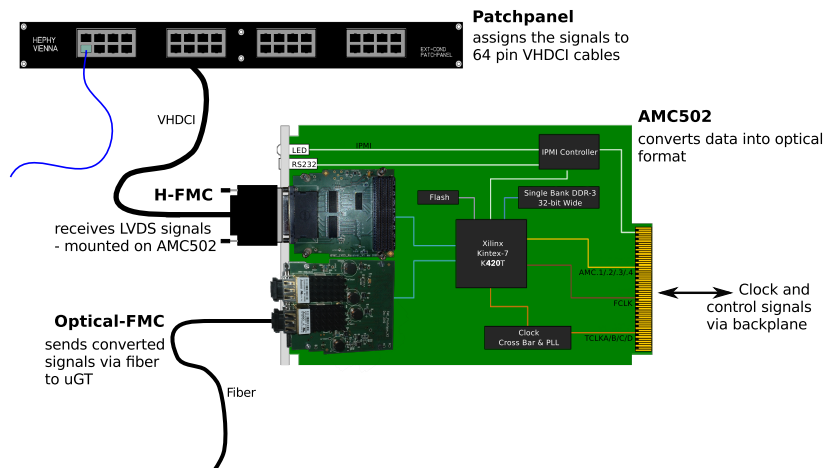 Patchpanel
assigns the signals to
64 pin VHDCI cables
HEPHY
VIENNA
EXT-COND
PATCH-PANEL
VHDCI
AMC502
converts data into optical
format
LED
IPMI
RS232
IPMI Controller
H-FMC
receives LVDS signals
- mounted on AMC502
Flash
Single Bank DDR-3
32-bit Wide
Xilinx
Kintex-7
K420T
AMC.1/.2/.3/.4
FCLK
Clock and
control signals
via backplane
Optical-FMC
sends converted
signals via fiber
to uGT
Clock
Cross Bar & PLL
TCLKA/B/C/D
Fiber